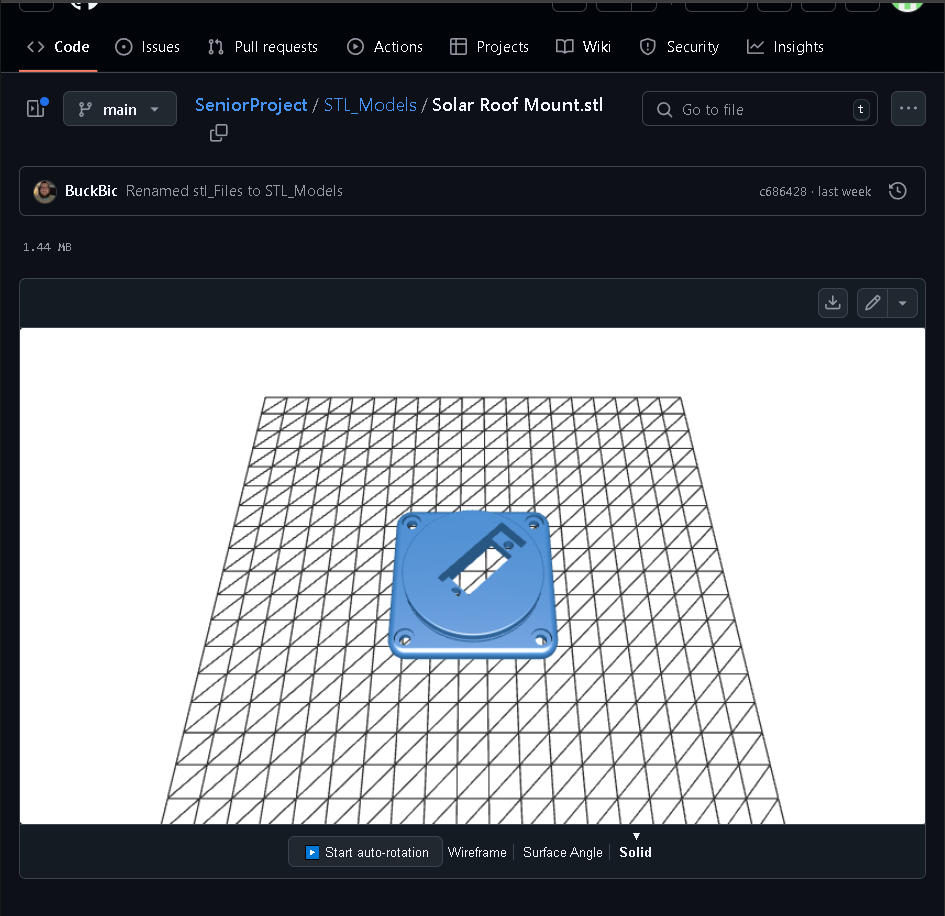 Code Issues Pull requests Actions Projects Wiki Security Insights
main SeniorProject / STL_Models / Solar Roof Mount.stl Go to file t
BuckBic Renamed stl_Files to STL_Models c686428 · last week
1.44 MB
Start auto-rotation Wireframe Surface Angle Solid